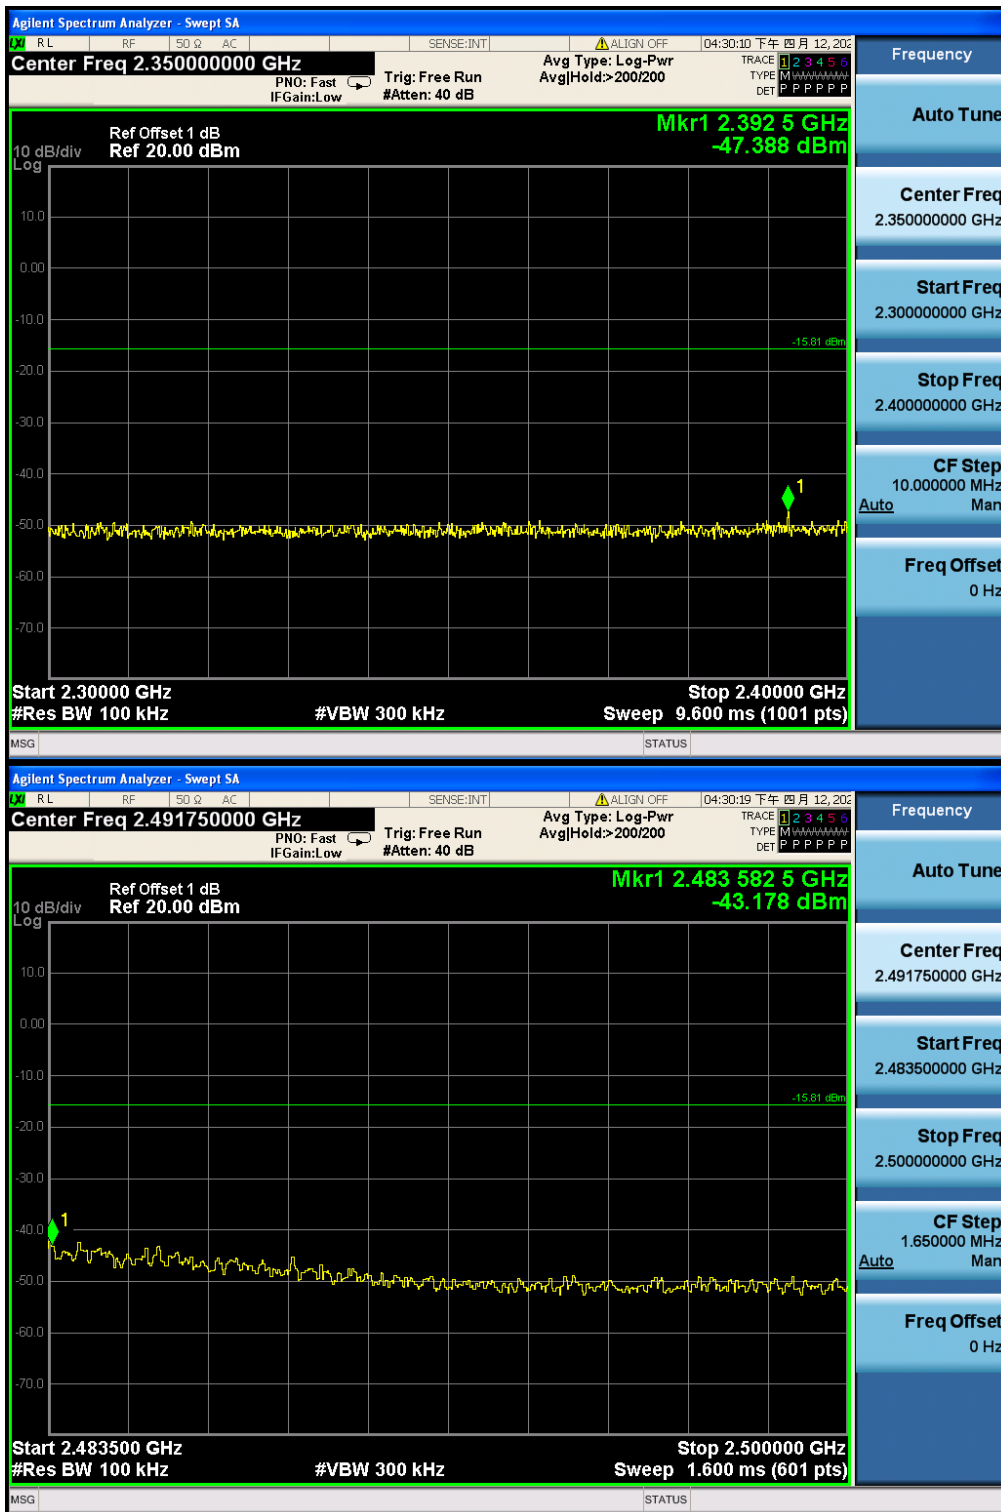 Agilent Spectrum Analyzer - Swept SA
LXI RL RF 50 Ω AC SENSE:INT ALIGN OFF 04:30:10 下午 四月 12, 202
Center Freq 2.350000000 GHz
PNO: Fast
IFGain:Low
Trig: Free Run
#Atten: 40 dB
Avg Type: Log-Pwr
Avg|Hold:>200/200
TRACE 1 2 3 4 5 6
TYPE M
DET P P P P P P
Mkr1 2.392 5 GHz
-47.388 dBm
Ref Offset 1 dB
10 dB/div Ref 20.00 dBm
Log
10.0
0.00
-10.0
-15.81 dBm
-20.0
-30.0
-40.0
1
-50.0
-60.0
-70.0
Start 2.30000 GHz Stop 2.40000 GHz
#Res BW 100 kHz #VBW 300 kHz Sweep 9.600 ms (1001 pts)
MSG STATUS
Frequency
Auto Tune
Center Freq
2.350000000 GHz
Start Freq
2.300000000 GHz
Stop Freq
2.400000000 GHz
CF Step
10.000000 MHz
Auto Man
Freq Offset
0 Hz
Agilent Spectrum Analyzer - Swept SA
LXI RL RF 50 Ω AC SENSE:INT ALIGN OFF 04:30:19 下午 四月 12, 202
Center Freq 2.491750000 GHz
PNO: Fast
IFGain:Low
Trig: Free Run
#Atten: 40 dB
Avg Type: Log-Pwr
Avg|Hold:>200/200
TRACE 1 2 3 4 5 6
TYPE M
DET P P P P P P
Mkr1 2.483 582 5 GHz
-43.178 dBm
Ref Offset 1 dB
10 dB/div Ref 20.00 dBm
Log
10.0
0.00
-10.0
-15.81 dBm
-20.0
-30.0
-40.0
1
-50.0
-60.0
-70.0
Start 2.483500 GHz Stop 2.500000 GHz
#Res BW 100 kHz #VBW 300 kHz Sweep 1.600 ms (601 pts)
MSG STATUS
Frequency
Auto Tune
Center Freq
2.491750000 GHz
Start Freq
2.483500000 GHz
Stop Freq
2.500000000 GHz
CF Step
1.650000 MHz
Auto Man
Freq Offset
0 Hz